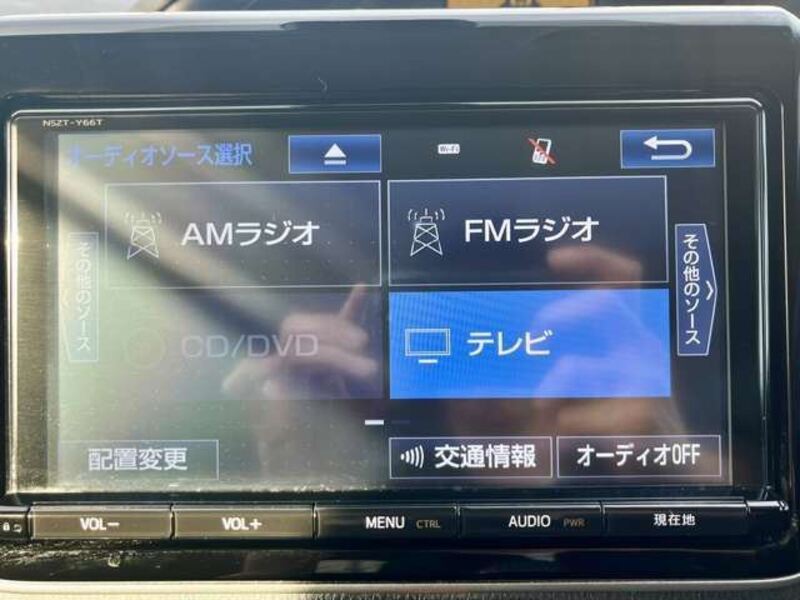 NSZT-Y66T
オーディオソース選択
Wi-Fi
AMラジオ
FMラジオ
その他のソース
その他のソース
CD/DVD
テレビ
配置変更
交通情報
オーディオOFF
VOL−
VOL+
MENU CTRL
AUDIO PWR
現在地